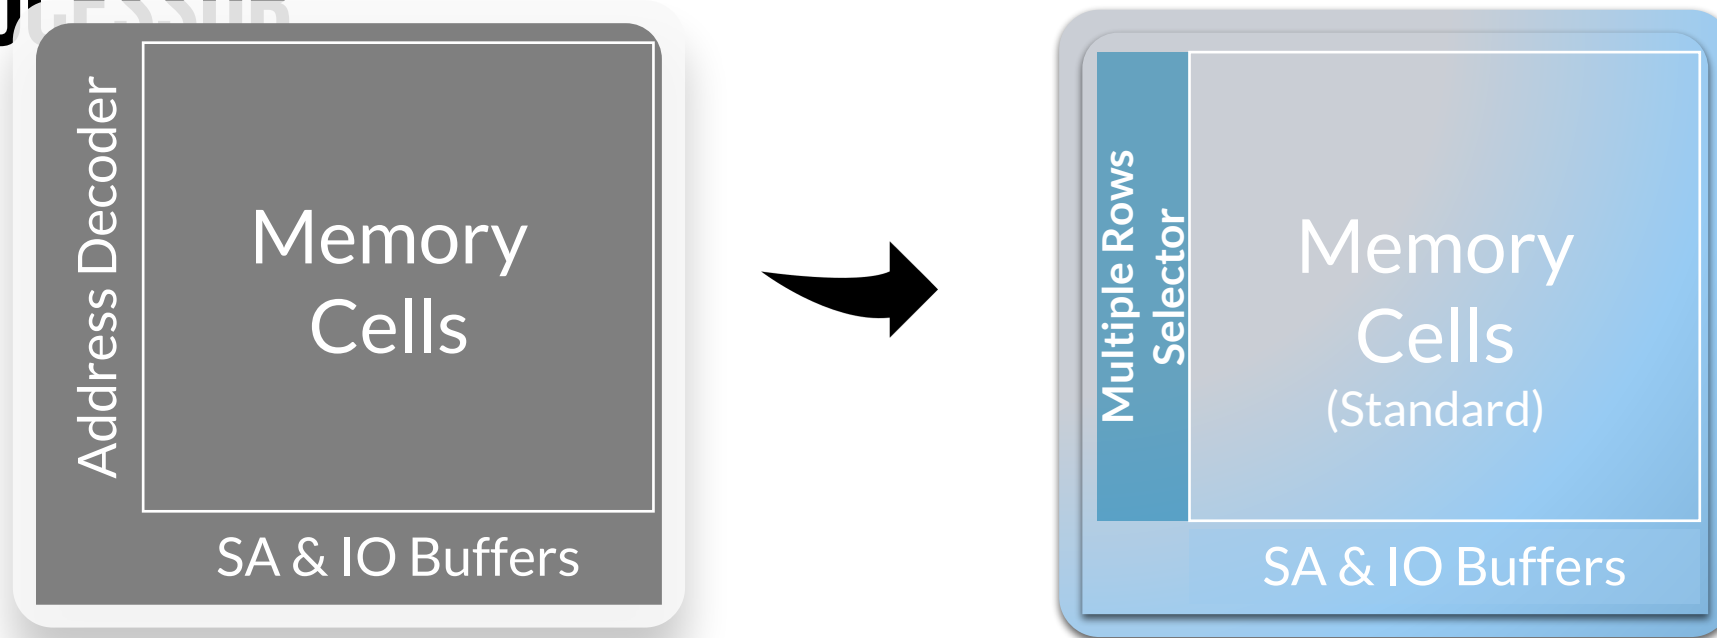 Address Decoder
Memory
Cells
SA & IO Buffers
Multiple Rows
Selector
Memory
Cells
(Standard)
SA & IO Buffers